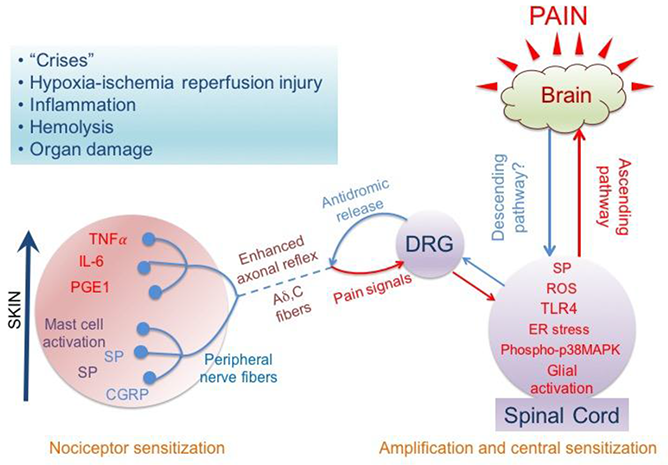 PAIN
• “Crises”
• Hypoxia-ischemia reperfusion injury
• Inflammation
• Hemolysis
• Organ damage
Brain
Descending
pathway?
Ascending
pathway
Antidromic
release
DRG
Enhanced
axonal reflex
Aδ,C
fibers
Pain signals
SKIN
TNFα
IL-6
PGE1
Mast cell
activation
SP
SP
CGRP
Peripheral
nerve fibers
SP
ROS
TLR4
ER stress
Phospho-p38MAPK
Glial
activation
Spinal Cord
Nociceptor sensitization
Amplification and central sensitization